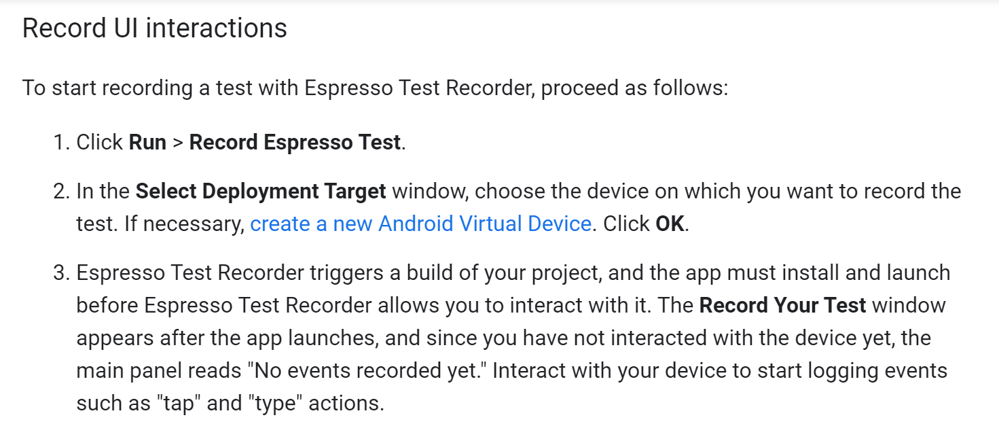 Record UI interactions
To start recording a test with Espresso Test Recorder, proceed as follows:
1. Click Run > Record Espresso Test.
2. In the Select Deployment Target window, choose the device on which you want to record the
test. If necessary, create a new Android Virtual Device. Click OK.
3. Espresso Test Recorder triggers a build of your project, and the app must install and launch
before Espresso Test Recorder allows you to interact with it. The Record Your Test window
appears after the app launches, and since you have not interacted with the device yet, the
main panel reads "No events recorded yet." Interact with your device to start logging events
such as "tap" and "type" actions.